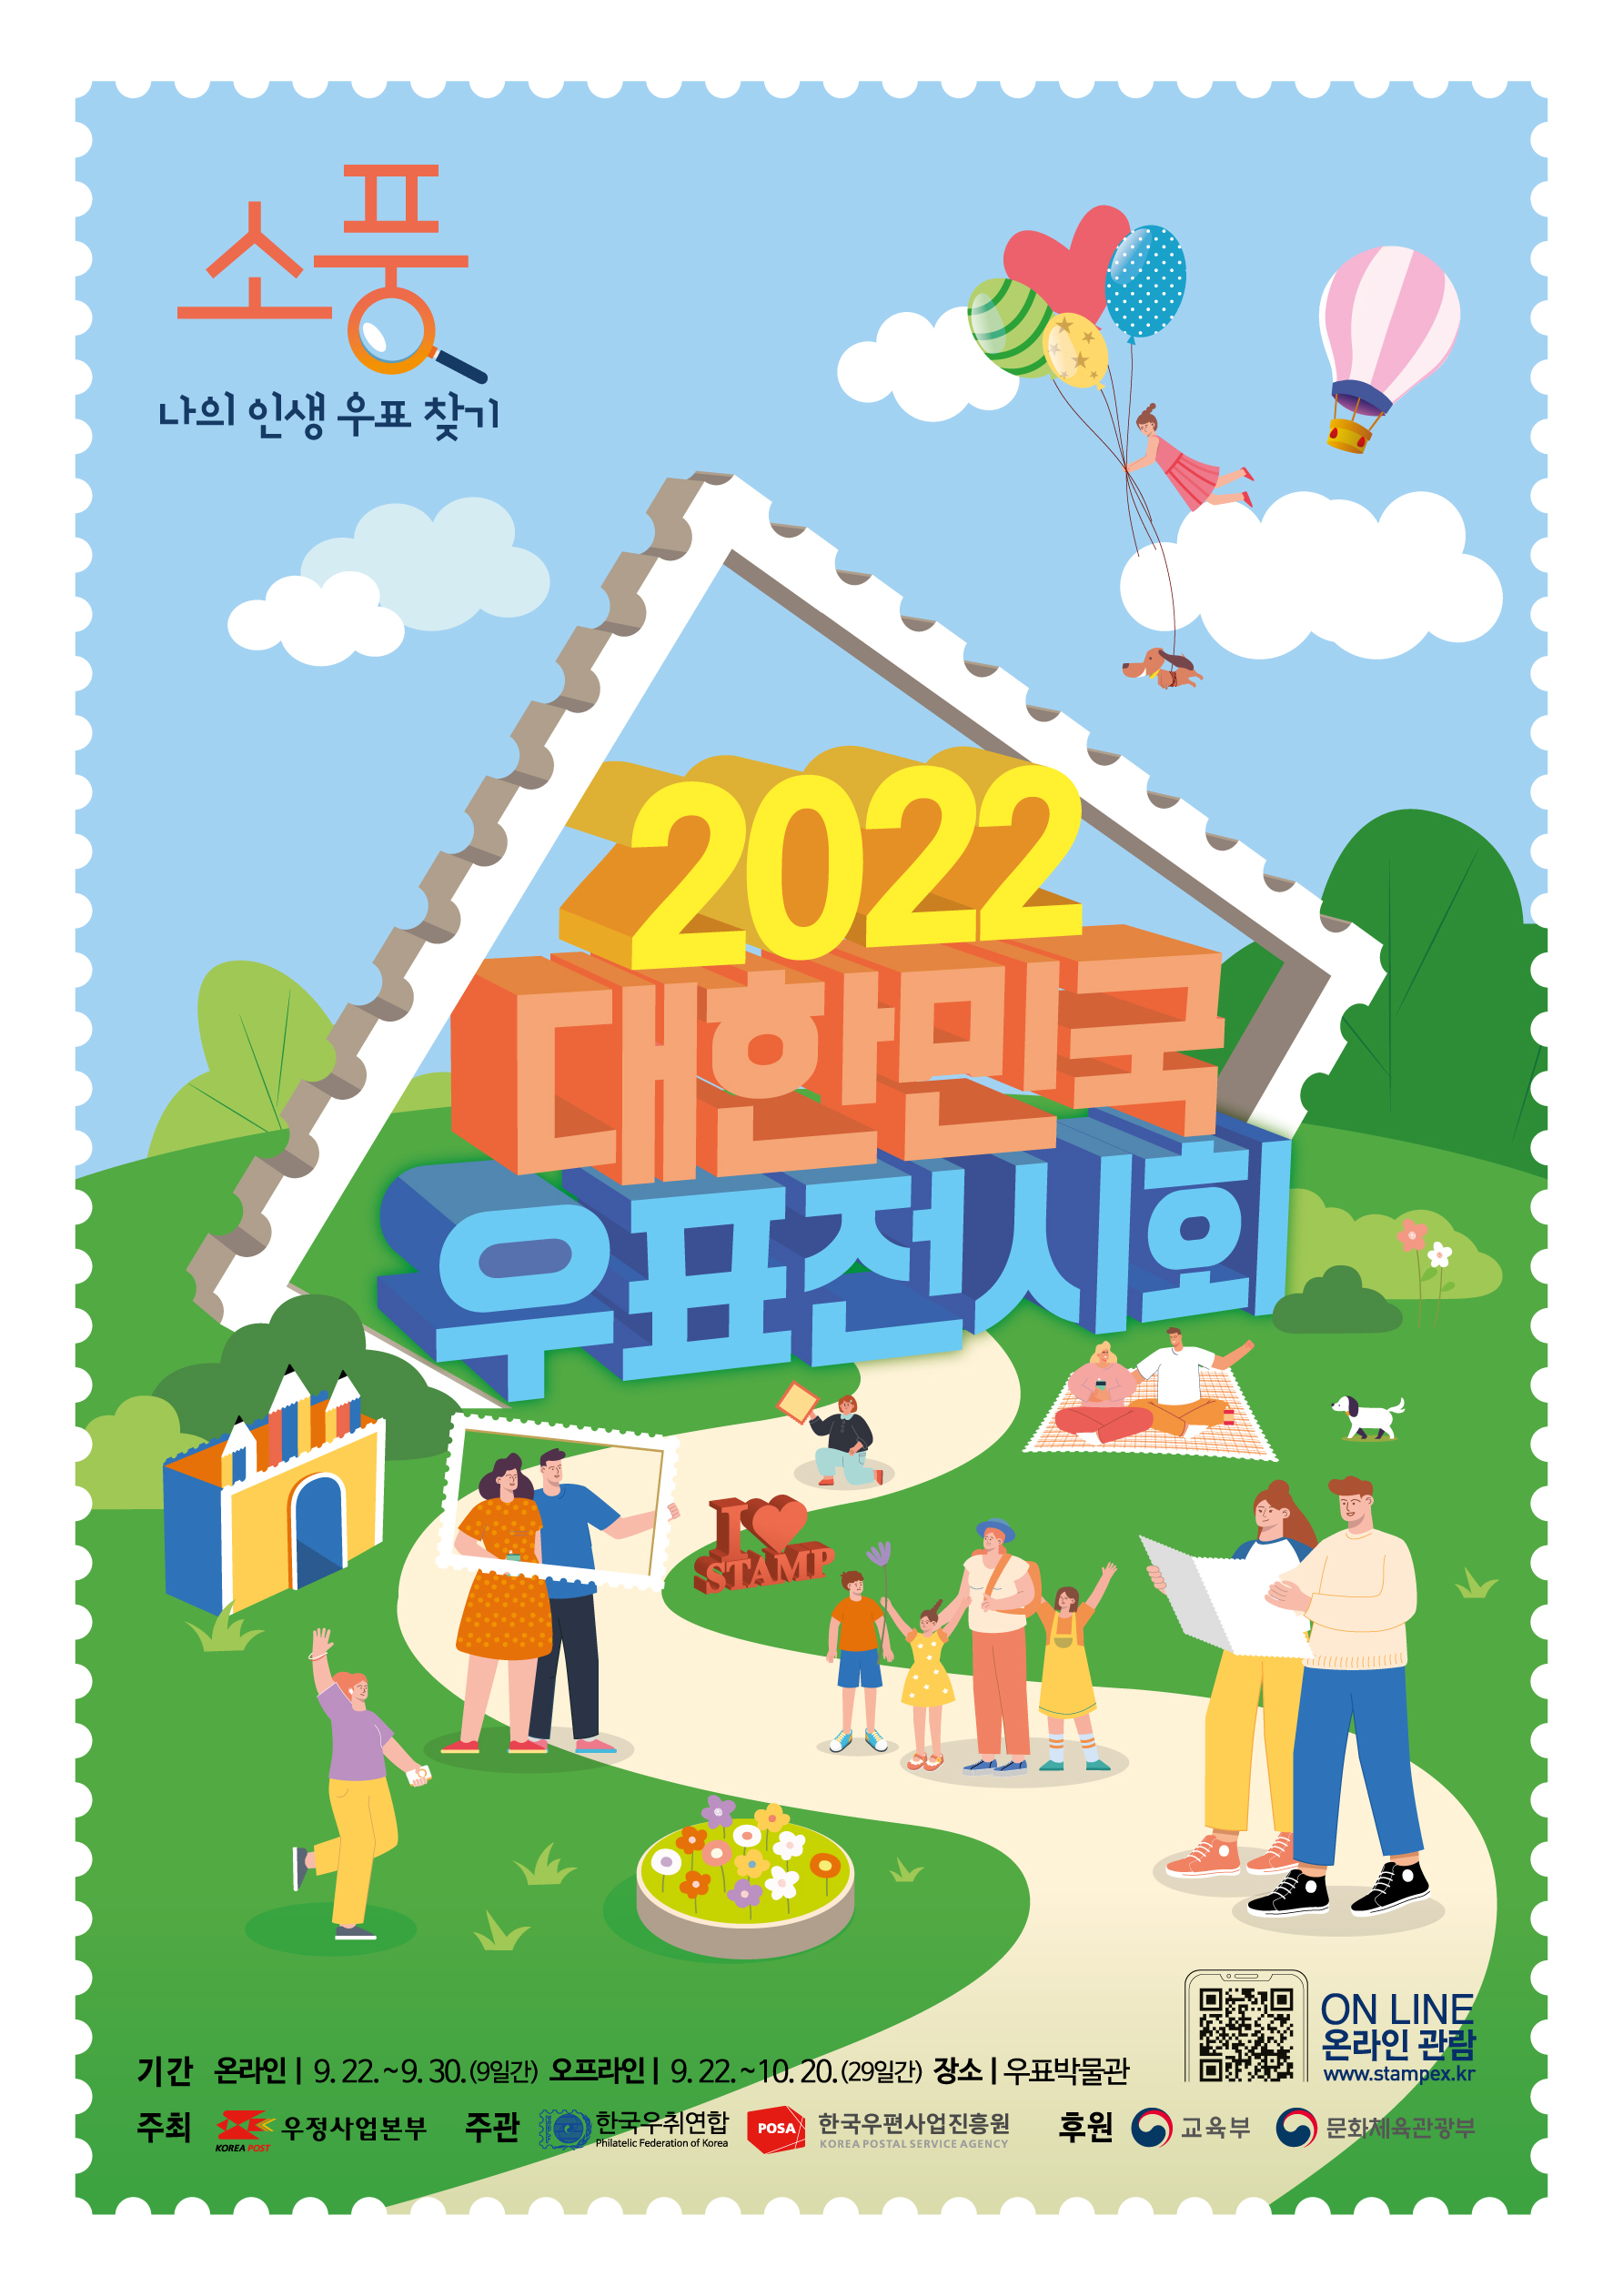 소풍
나의 인생 우표 찾기
2022
대한민국
우표전시회
I ♥
STAMP
ON LINE
온라인 관람
www.stampex.kr
기간 온라인 | 9. 22. ~ 9. 30. (9일간) 오프라인 | 9. 22. ~ 10. 20. (29일간) 장소 | 우표박물관
주최 KOREA POST 우정사업본부 주관 한국우취연합 Philatelic Federation of Korea POSA 한국우편사업진흥원 KOREA POSTAL SERVICE AGENCY 후원 교육부 문화체육관광부